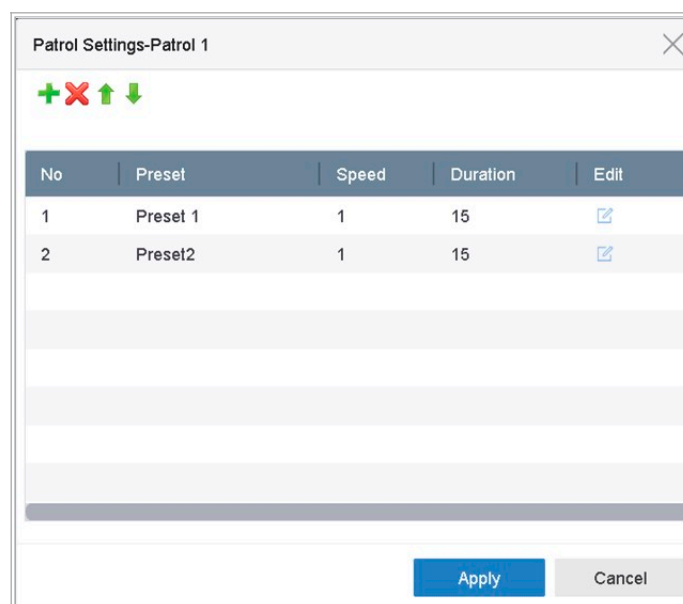 Patrol Settings-Patrol 1
No Preset Speed Duration Edit
1 Preset 1 1 15
2 Preset2 1 15
Apply Cancel